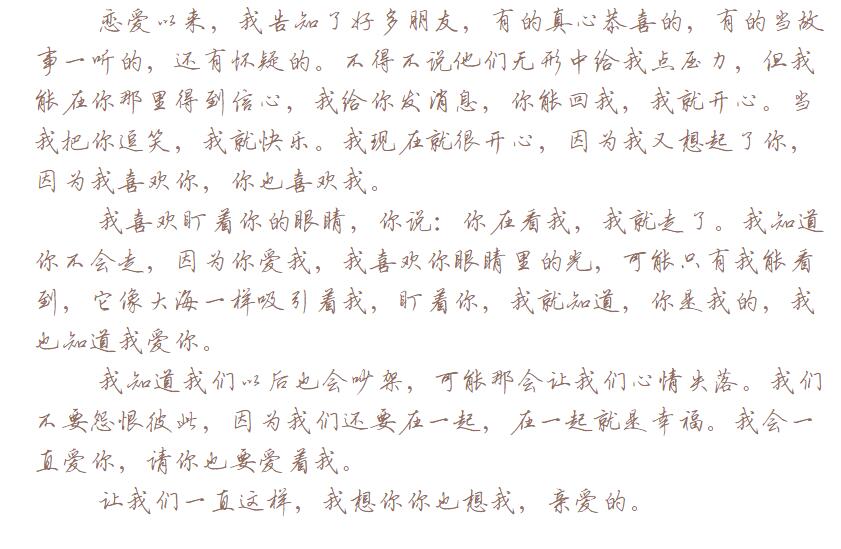 恋爱以来，我告知了好多朋友，有的真心恭喜的，有的当故
事一听的，还有怀疑的。不得不说他们无形中给我点压力，但我
能在你那里得到信心，我给你发消息，你能回我，我就开心。当
我把你逗笑，我就快乐。我现在就很开心，因为我又想起了你，
因为我喜欢你，你也喜欢我。
我喜欢盯着你的眼睛，你说：你在看我，我就走了。我知道
你不会走，因为你爱我，我喜欢你眼睛里的光，可能只有我能看
到，它像大海一样吸引着我，盯着你，我就知道，你是我的，我
也知道我爱你。
我知道我们以后也会吵架，可能那会让我们心情失落。我们
不要怨恨彼此，因为我们还要在一起，在一起就是幸福。我会一
直爱你，请你也要爱着我。
让我们一直这样，我想你你也想我，亲爱的。